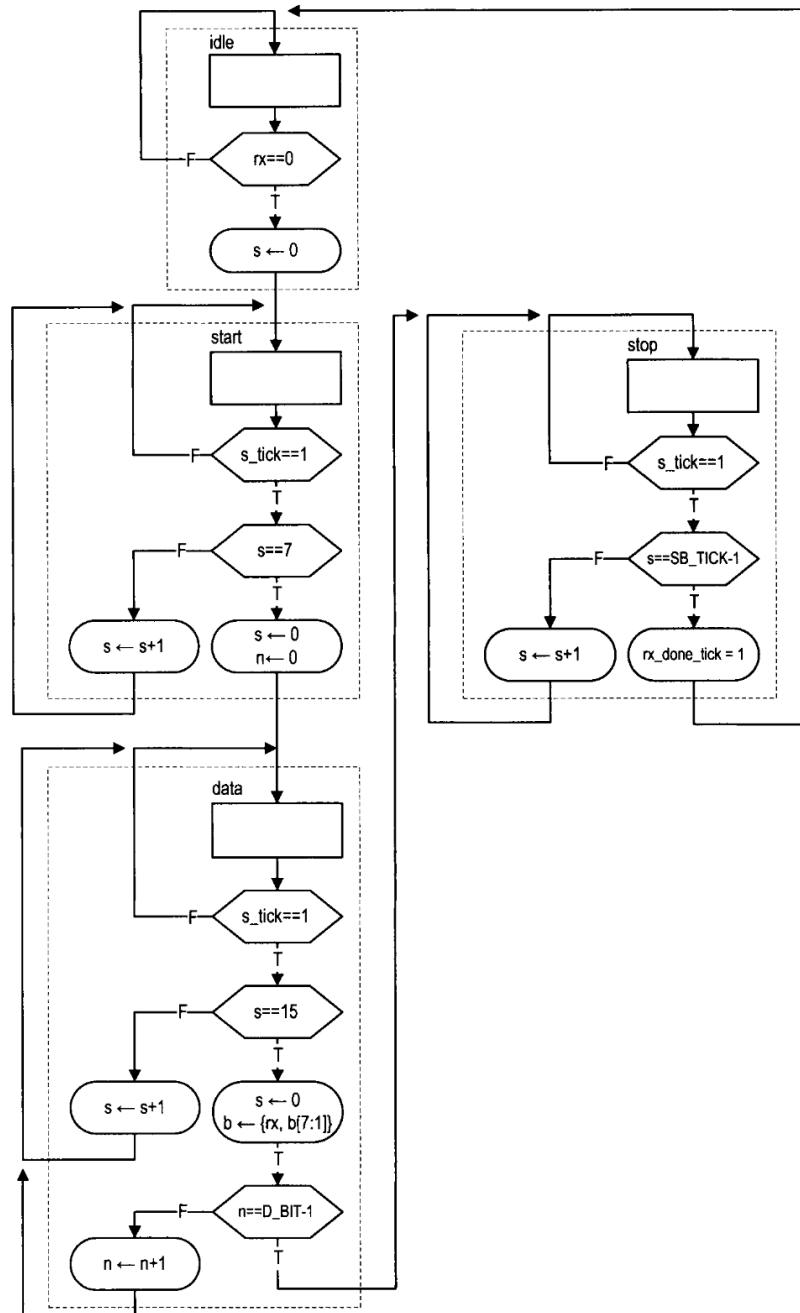 idle
rx==0
F
T
s ← 0
start
s_tick==1
F
T
s==7
F
T
s ← s+1
s ← 0
n ← 0
data
s_tick==1
F
T
s==15
F
T
s ← s+1
s ← 0
b ← {rx, b[7:1]}
T
n==D_BIT-1
F
T
n ← n+1
stop
s_tick==1
F
T
s==SB_TICK-1
F
T
s ← s+1
rx_done_tick = 1